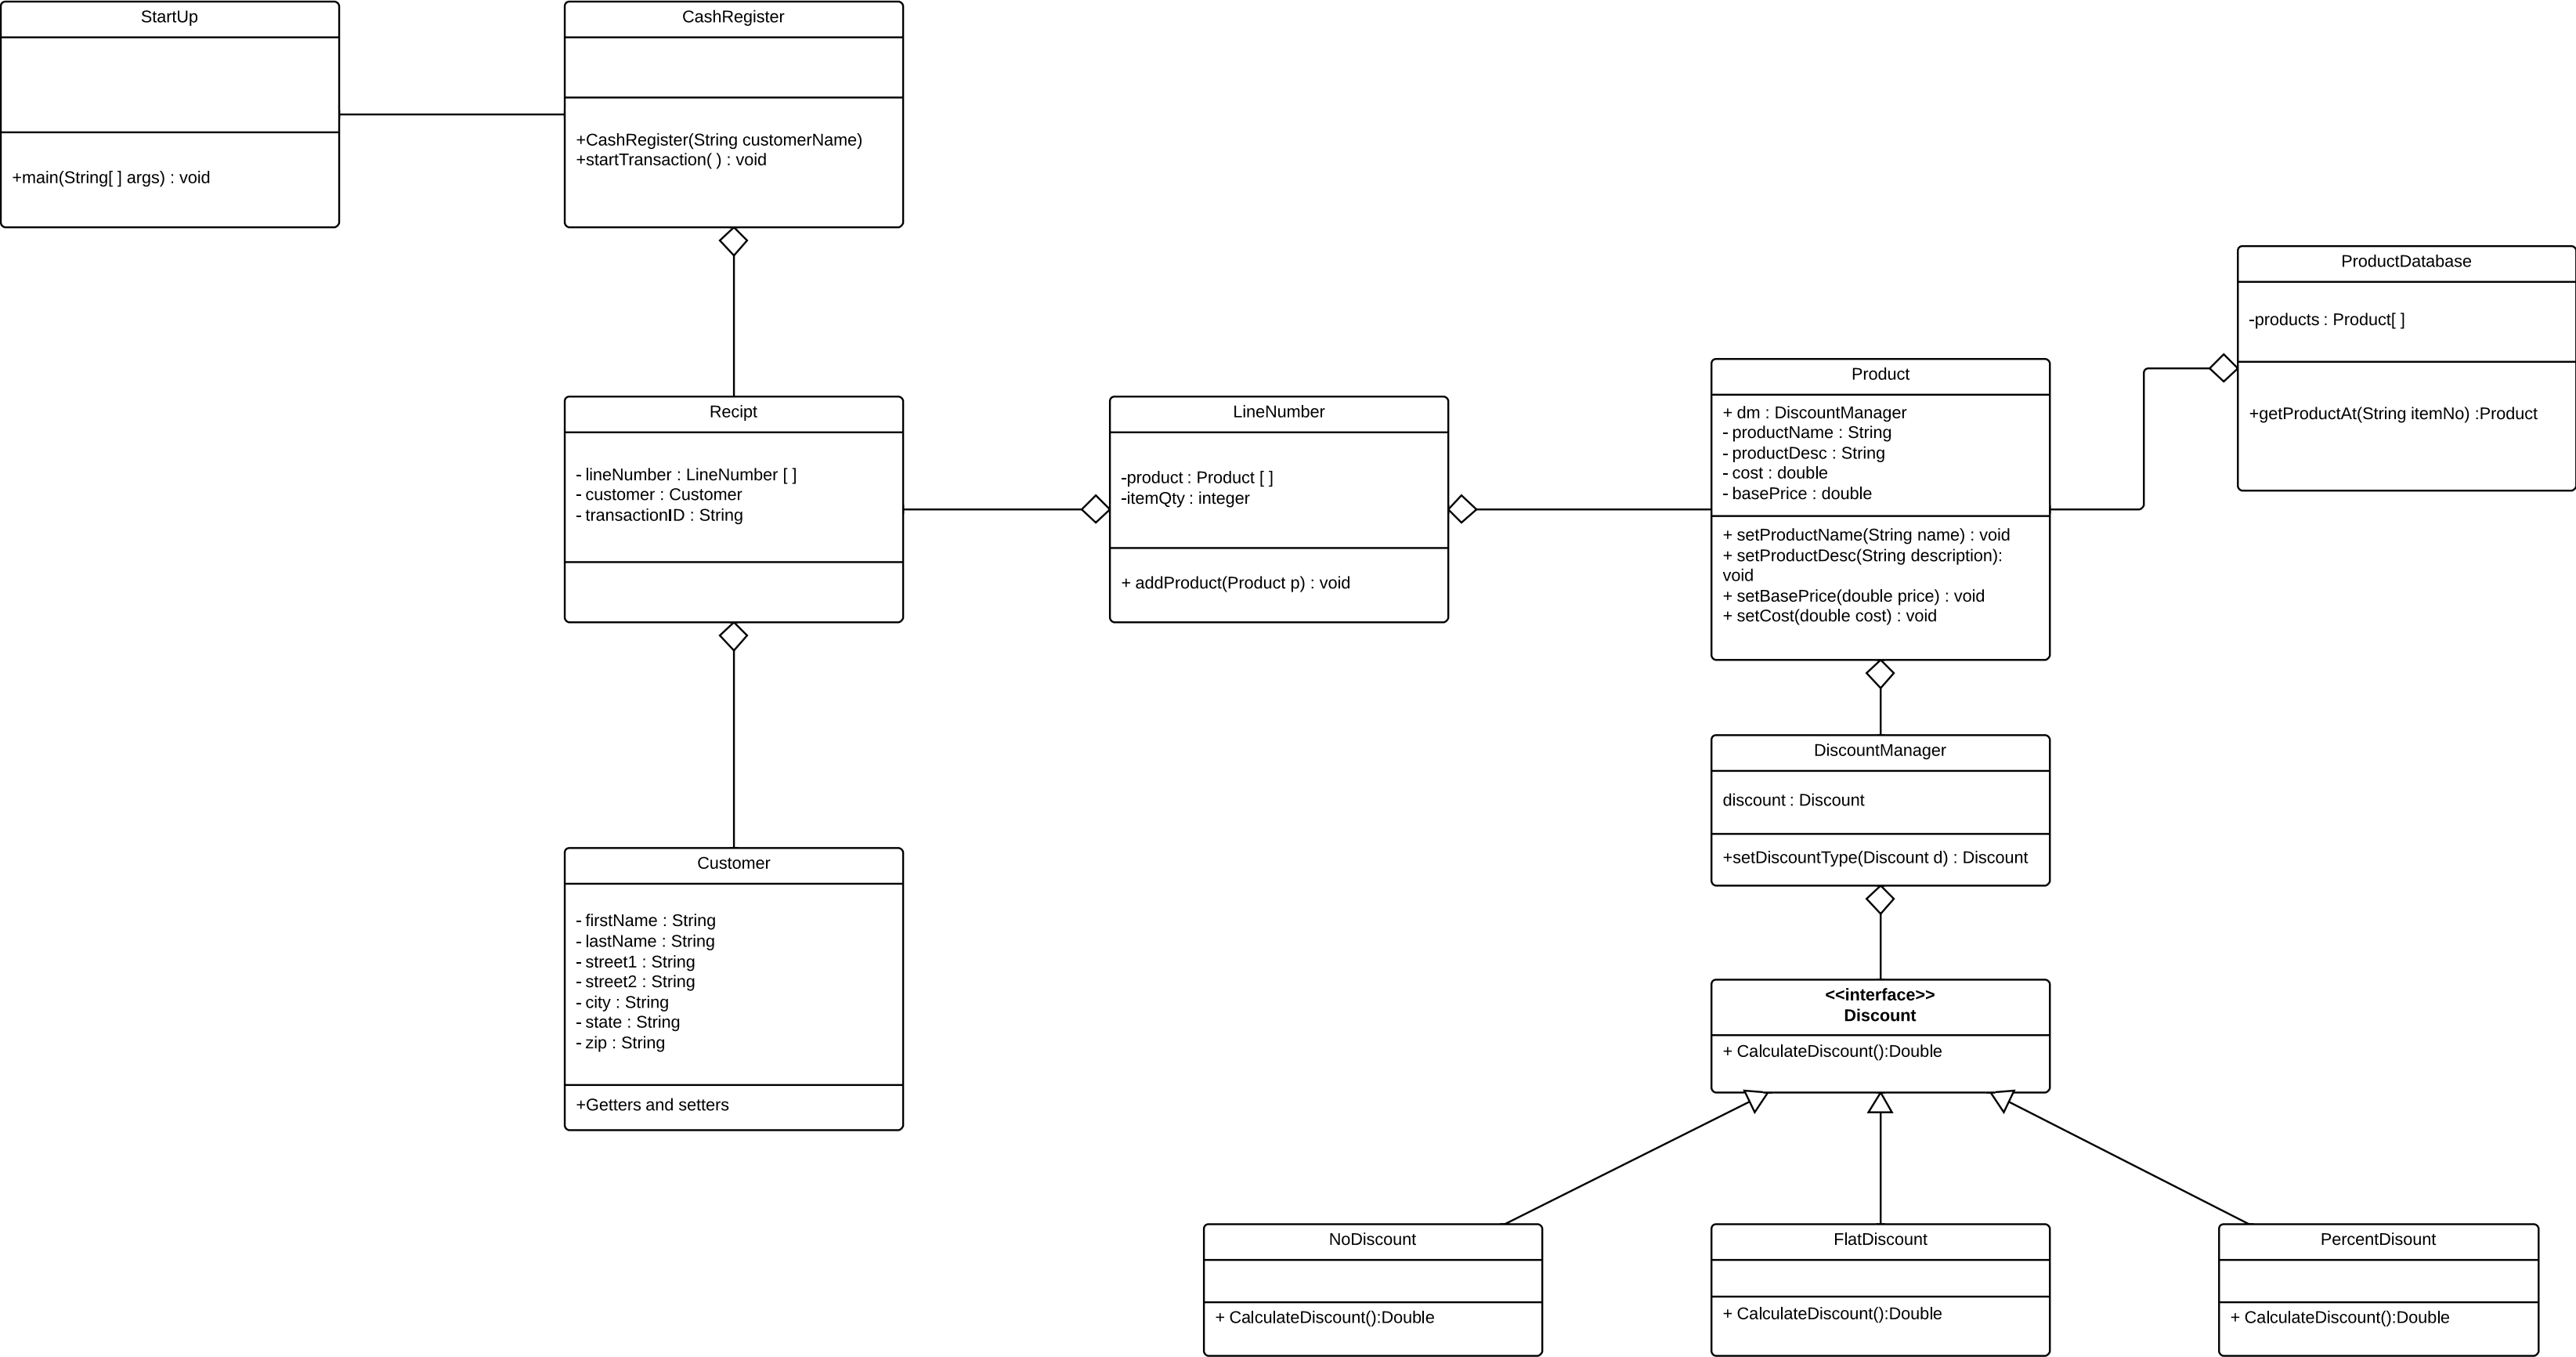 StartUp
+main(String[ ] args) : void
CashRegister
+CashRegister(String customerName)
+startTransaction( ) : void
ProductDatabase
-products : Product[ ]
+getProductAt(String itemNo) :Product
Recipt
- lineNumber : LineNumber [ ]
- customer : Customer
- transactionID : String
LineNumber
-product : Product [ ]
-itemQty : integer
+ addProduct(Product p) : void
Product
+ dm : DiscountManager
- productName : String
- productDesc : String
- cost : double
- basePrice : double
+ setProductName(String name) : void
+ setProductDesc(String description):
void
+ setBasePrice(double price) : void
+ setCost(double cost) : void
DiscountManager
discount : Discount
+setDiscountType(Discount d) : Discount
Customer
- firstName : String
- lastName : String
- street1 : String
- street2 : String
- city : String
- state : String
- zip : String
+Getters and setters
<<interface>>
Discount
+ CalculateDiscount():Double
NoDiscount
+ CalculateDiscount():Double
FlatDiscount
+ CalculateDiscount():Double
PercentDisount
+ CalculateDiscount():Double